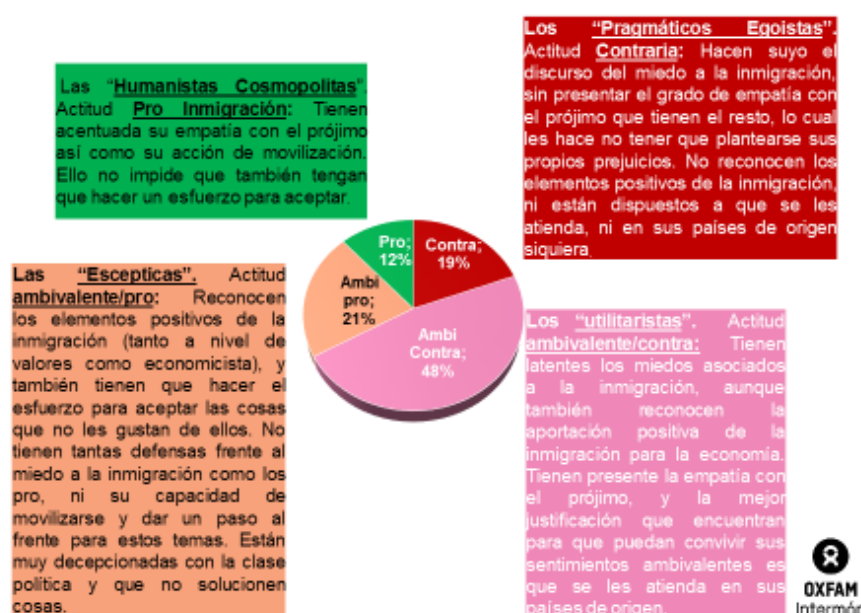 Las “Humanistas Cosmopolitas”.
Actitud Pro Inmigración: Tienen
acentuada su empatía con el prójimo
así como su acción de movilización.
Ello no impide que también tengan
que hacer un esfuerzo para aceptar.
Los “Pragmáticos Egoistas”.
Actitud Contraria: Hacen suyo el
discurso del miedo a la inmigración,
sin presentar el grado de empatía con
el prójimo que tienen el resto, lo cual
les hace no tener que plantearse sus
propios prejuicios. No reconocen los
elementos positivos de la inmigración,
ni están dispuestos a que se les
atienda, ni en sus países de origen
siquiera.
Pro;
12%
Contra;
19%
Ambi
pro;
21%
Ambi
Contra;
48%
Las “Escepticas”. Actitud
ambivalente/pro: Reconocen
los elementos positivos de la
inmigración (tanto a nivel de
valores como economicista), y
también tienen que hacer el
esfuerzo para aceptar las cosas
que no les gustan de ellos. No
tienen tantas defensas frente al
miedo a la inmigración como los
pro, ni su capacidad de
movilizarse y dar un paso al
frente para estos temas. Están
muy decepcionadas con la clase
política y que no solucionen
cosas.
Los “utilitaristas”. Actitud
ambivalente/contra: Tienen
latentes los miedos asociados
a la inmigración, aunque
también reconocen la
aportación positiva de la
inmigración para la economía.
Tienen presente la empatía con
el prójimo, y la mejor
justificación que encuentran
para que puedan convivir sus
sentimientos ambivalentes es
que se les atienda en sus
países de origen.
OXFAM
Intermón